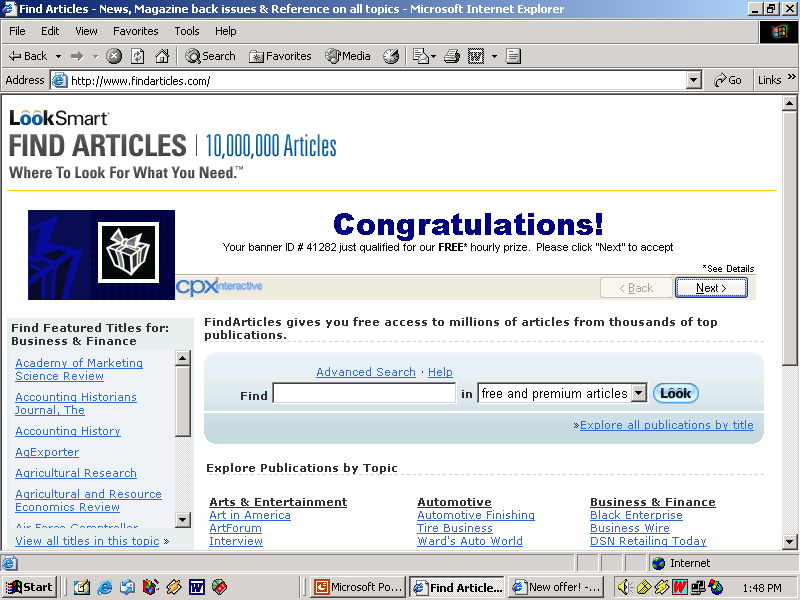 Find Articles - News, Magazine back issues & Reference on all topics - Microsoft Internet Explorer
File Edit View Favorites Tools Help
Back Search Favorites Media
Address http://www.findarticles.com/ Go Links »
LookSmart
FIND ARTICLES | 10,000,000 Articles
Where To Look For What You Need.™
Congratulations!
Your banner ID # 41282 just qualified for our FREE* hourly prize. Please click "Next" to accept
*See Details
cpxinteractive
< Back Next >
Find Featured Titles for:
Business & Finance
Academy of Marketing
Science Review
Accounting Historians
Journal, The
Accounting History
AgExporter
Agricultural Research
Agricultural and Resource
Economics Review
Air Force Comptroller
View all titles in this topic »
FindArticles gives you free access to millions of articles from thousands of top
publications.
Advanced Search · Help
Find in free and premium articles Look
»Explore all publications by title
Explore Publications by Topic
Arts & Entertainment
Art in America
ArtForum
Interview
Automotive
Automotive Finishing
Tire Business
Ward's Auto World
Business & Finance
Black Enterprise
Business Wire
DSN Retailing Today
Internet
Start Microsoft Po... Find Article... New offer! -... 1:48 PM